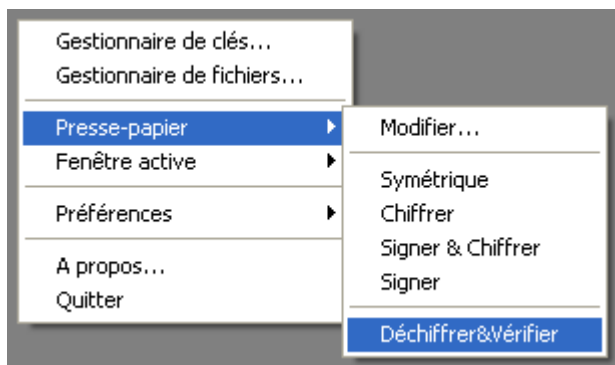 Gestionnaire de clés...
Gestionnaire de fichiers...
Presse-papier
Fenêtre active
Préférences
A propos...
Quitter
Modifier...
Symétrique
Chiffrer
Signer & Chiffrer
Signer
Déchiffrer&Vérifier